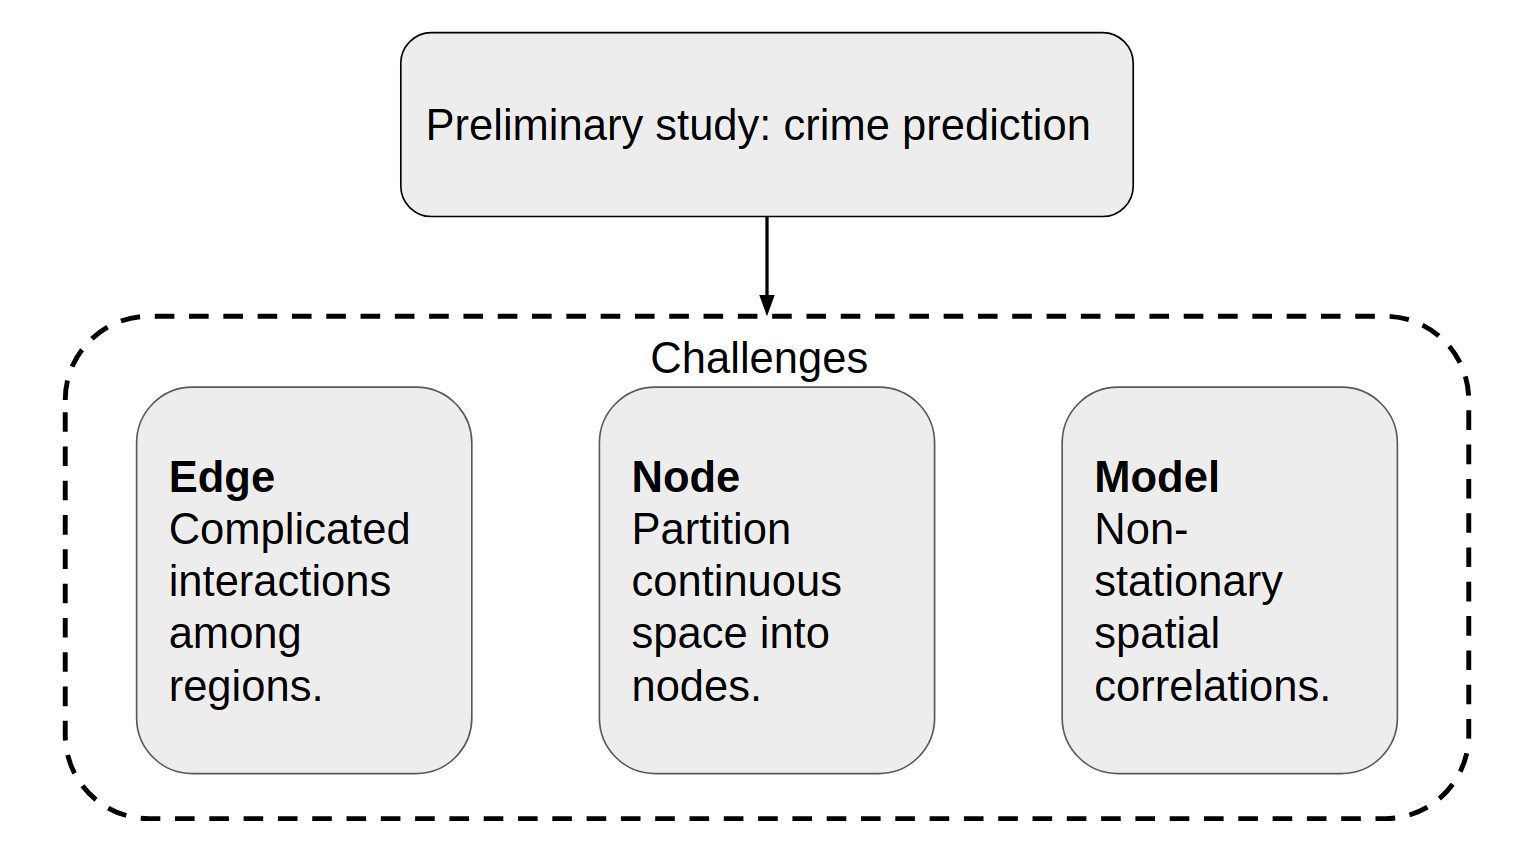 Preliminary study: crime prediction
Challenges
Edge
Complicated
interactions
among
regions.
Node
Partition
continuous
space into
nodes.
Model
Non-
stationary
spatial
correlations.